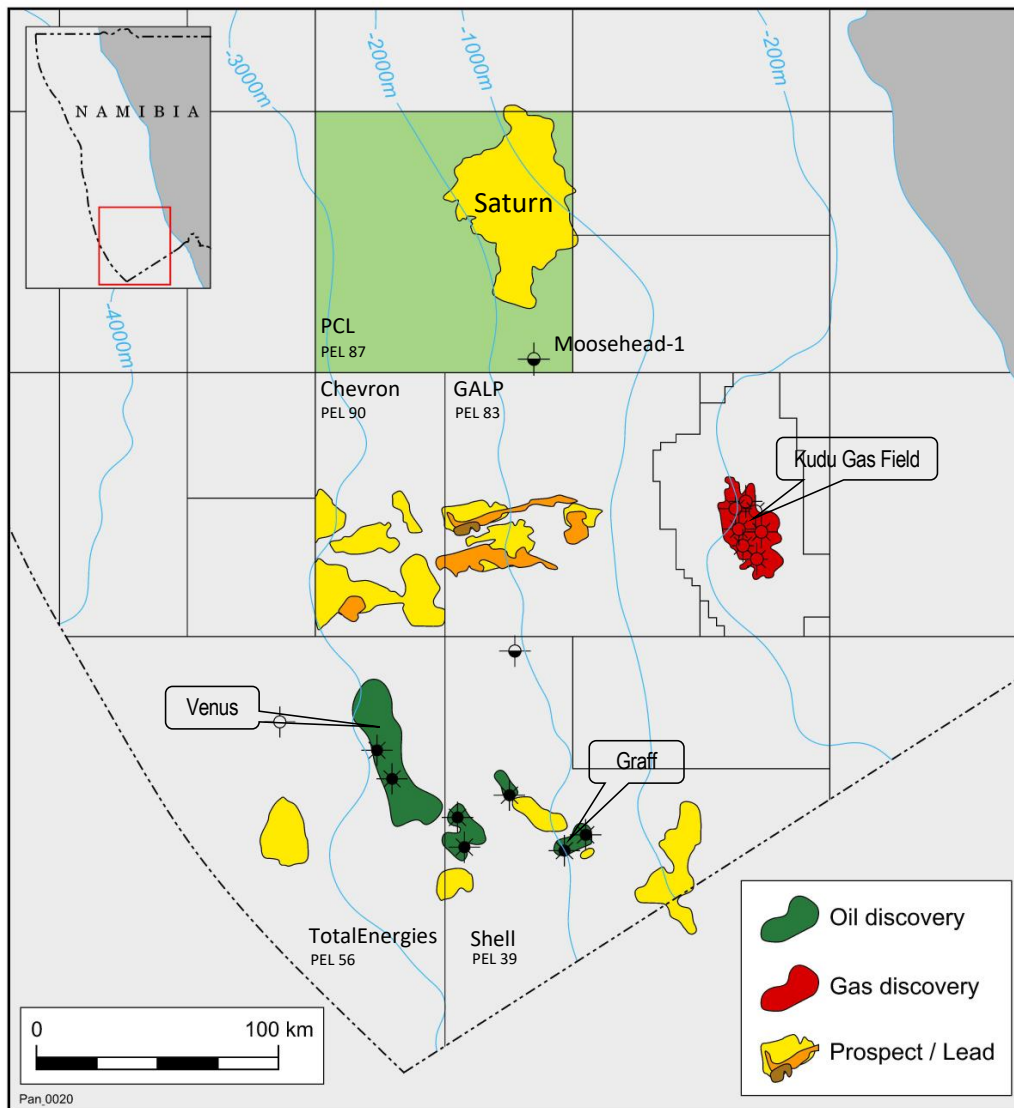 -3000m
-2000m
-1000m
-200m
NAMIBIA
Saturn
-4000m
PCL
PEL 87
Moosehead-1
Chevron
PEL 90
GALP
PEL 83
Kudu Gas Field
Venus
Graff
TotalEnergies
PEL 56
Shell
PEL 39
Oil discovery
Gas discovery
Prospect / Lead
0 100 km
Pan_0020